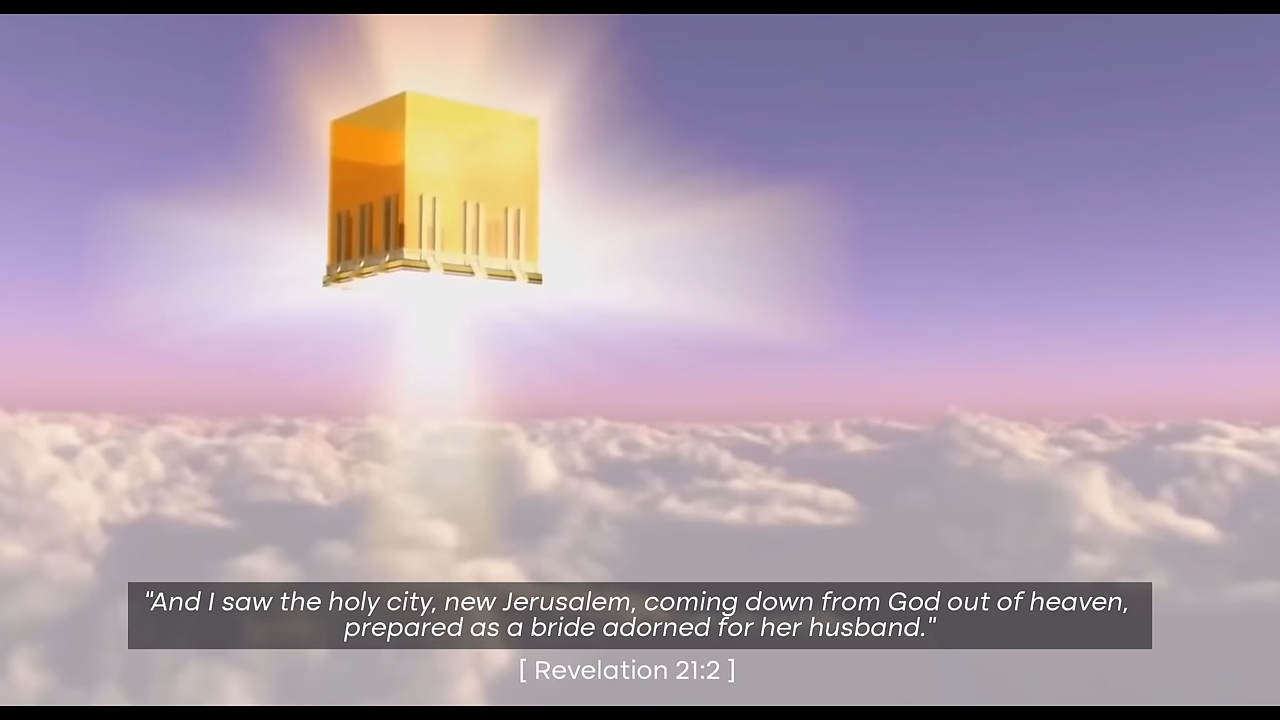 "And I saw the holy city, new Jerusalem, coming down from God out of heaven,
prepared as a bride adorned for her husband."
[ Revelation 21:2 ]